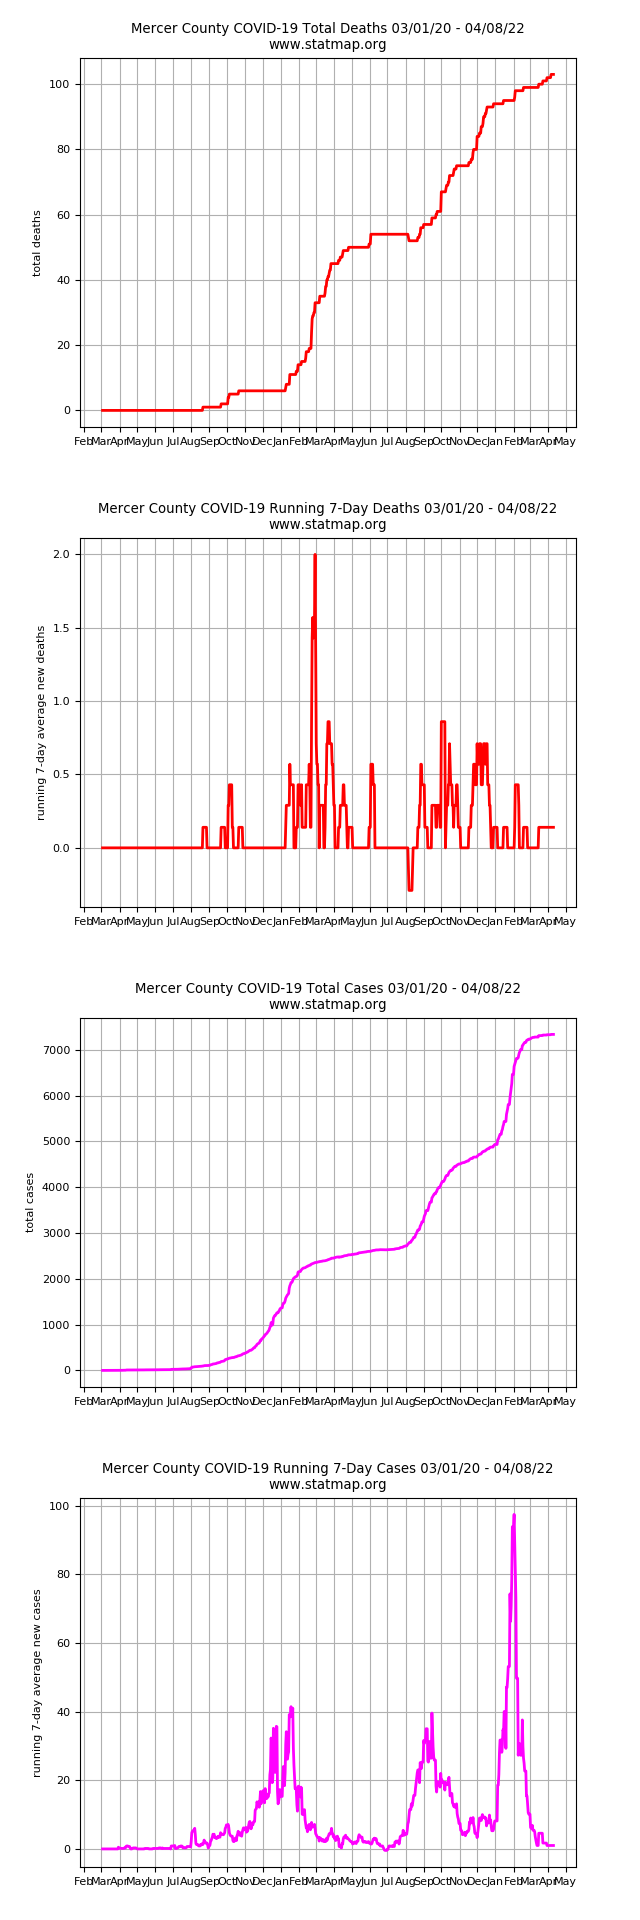 Mercer County COVID-19 Total Deaths 03/01/20 - 04/08/22
www.statmap.org
100
80
60
40
20
0
total deaths
Feb Mar Apr May Jun Jul Aug Sep Oct Nov Dec Jan Feb Mar Apr May Jun Jul Aug Sep Oct Nov Dec Jan Feb Mar Apr May
Mercer County COVID-19 Running 7-Day Deaths 03/01/20 - 04/08/22
www.statmap.org
2.0
1.5
1.0
0.5
0.0
running 7-day average new deaths
Feb Mar Apr May Jun Jul Aug Sep Oct Nov Dec Jan Feb Mar Apr May Jun Jul Aug Sep Oct Nov Dec Jan Feb Mar Apr May
Mercer County COVID-19 Total Cases 03/01/20 - 04/08/22
www.statmap.org
7000
6000
5000
4000
3000
2000
1000
0
total cases
Feb Mar Apr May Jun Jul Aug Sep Oct Nov Dec Jan Feb Mar Apr May Jun Jul Aug Sep Oct Nov Dec Jan Feb Mar Apr May
Mercer County COVID-19 Running 7-Day Cases 03/01/20 - 04/08/22
www.statmap.org
100
80
60
40
20
0
running 7-day average new cases
Feb Mar Apr May Jun Jul Aug Sep Oct Nov Dec Jan Feb Mar Apr May Jun Jul Aug Sep Oct Nov Dec Jan Feb Mar Apr May